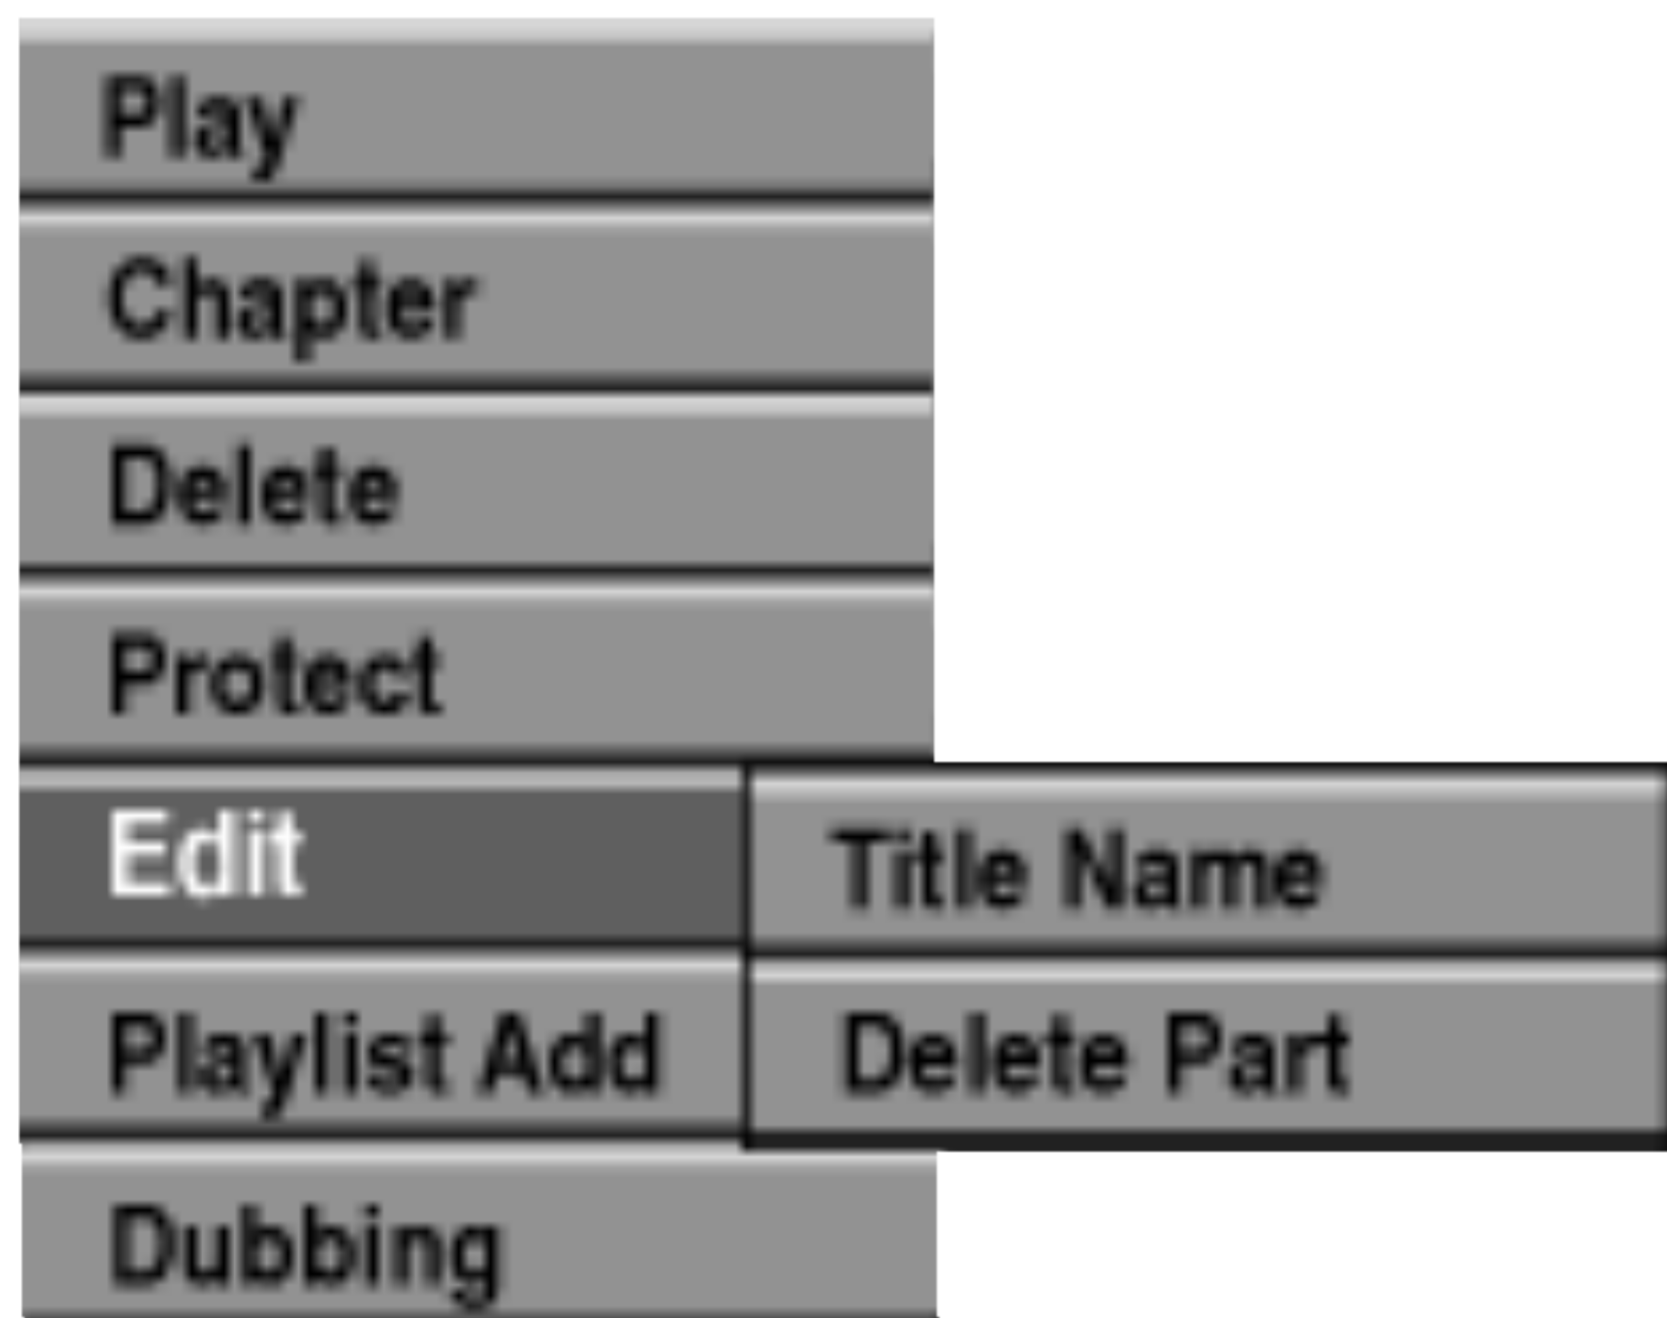 Play
Chapter
Delete
Protect
Edit
Title Name
Playlist Add
Delete Part
Dubbing